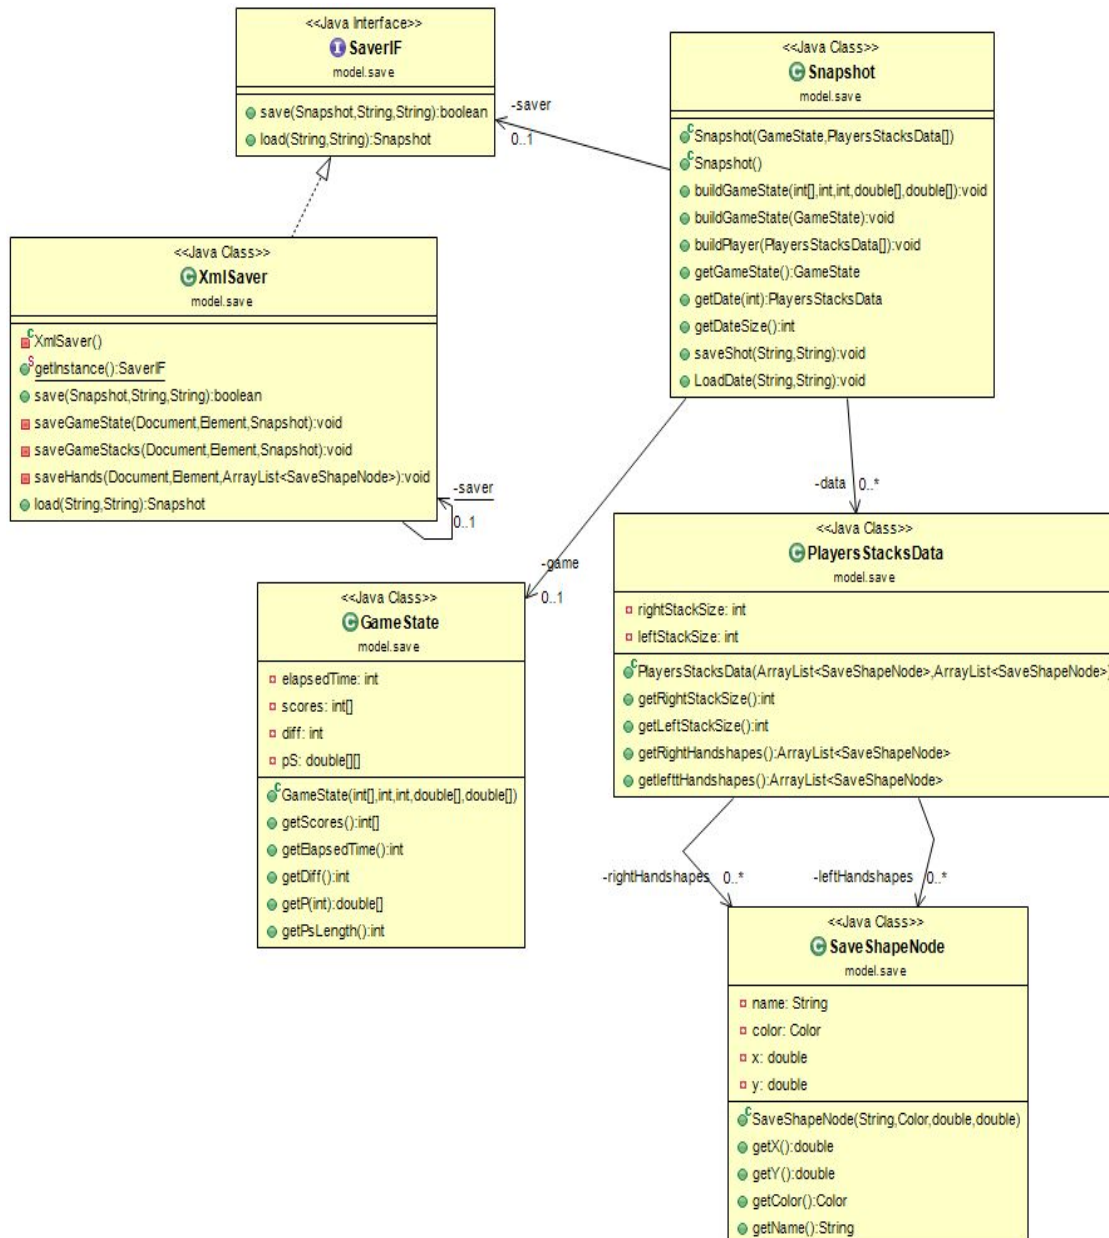 <<Java Interface>>
SaverIF
model.save
save(Snapshot,String,String):boolean
load(String,String):Snapshot
<<Java Class>>
Snapshot
model.save
Snapshot(GameState,PlayersStacksData[])
Snapshot()
buildGameState(int[],int,int,double[],double[]):void
buildGameState(GameState):void
buildPlayer(PlayersStacksData[]):void
getGameState():GameState
getDate(int):PlayersStacksData
getDateSize():int
saveShot(String,String):void
LoadDate(String,String):void
-saver
0..1
<<Java Class>>
XmlSaver
model.save
XmlSaver()
getInstance():SaverIF
save(Snapshot,String,String):boolean
saveGameState(Document,Element,Snapshot):void
saveGameStacks(Document,Element,Snapshot):void
saveHands(Document,Element,ArrayList<SaveShapeNode>):void
load(String,String):Snapshot
-saver
0..1
-data 0..*
-game
0..1
<<Java Class>>
PlayersStacksData
model.save
rightStackSize: int
leftStackSize: int
PlayersStacksData(ArrayList<SaveShapeNode>,ArrayList<SaveShapeNode>)
getRightStackSize():int
getLeftStackSize():int
getRightHandshapes():ArrayList<SaveShapeNode>
getlefttHandshapes():ArrayList<SaveShapeNode>
<<Java Class>>
GameState
model.save
elapsedTime: int
scores: int[]
diff: int
pS: double[][]
GameState(int[],int,int,double[],double[])
getScores():int[]
getElapsedTime():int
getDiff():int
getP(int):double[]
getPsLength():int
-rightHandshapes 0..*
-leftHandshapes 0..*
<<Java Class>>
SaveShapeNode
model.save
name: String
color: Color
x: double
y: double
SaveShapeNode(String,Color,double,double)
getX():double
getY():double
getColor():Color
getName():String